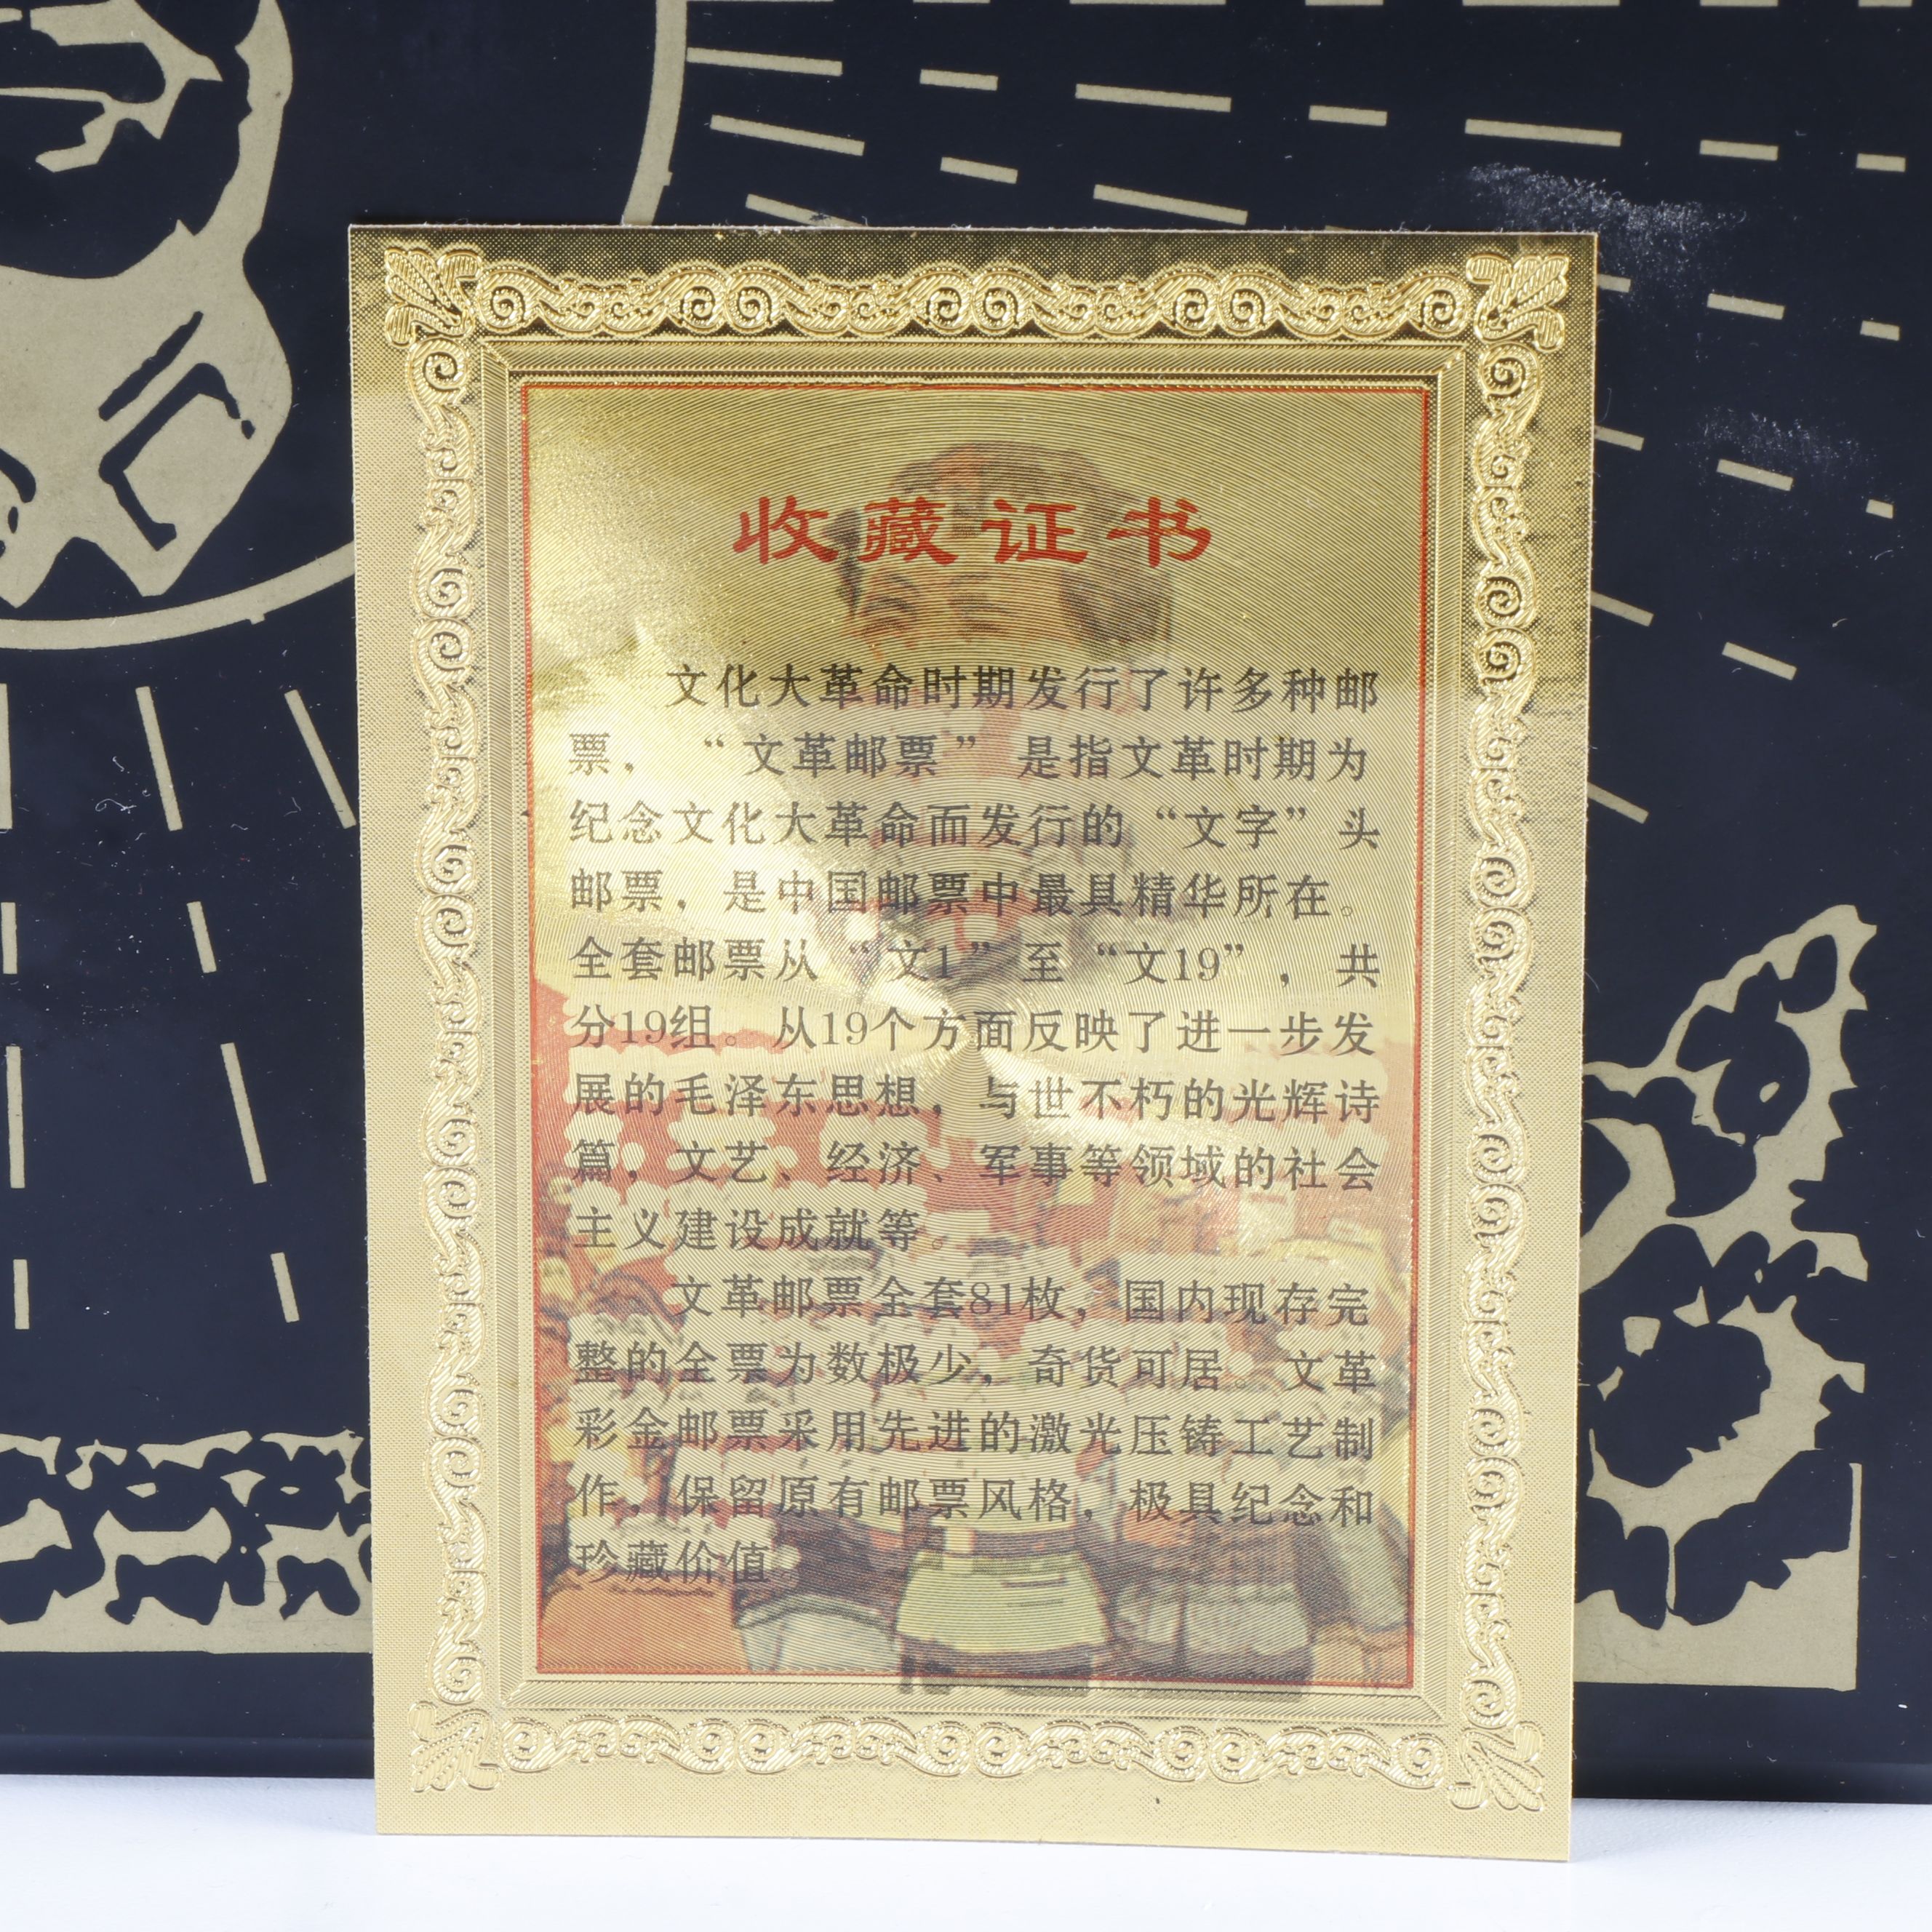 收藏证书
文化大革命时期发行了许多种邮
票，“文革邮票”是指文革时期为
纪念文化大革命而发行的“文字”头
邮票，是中国邮票中最具精华所在。
全套邮票从“文1”至“文19”，共
分19组。从19个方面反映了进一步发
展的毛泽东思想，与世不朽的光辉诗
篇，文艺、经济、军事等领域的社会
主义建设成就等。
文革邮票全套81枚，国内现存完
整的全票为数极少，奇货可居。文革
彩金邮票采用先进的激光压铸工艺制
作，保留原有邮票风格，极具纪念和
珍藏价值。